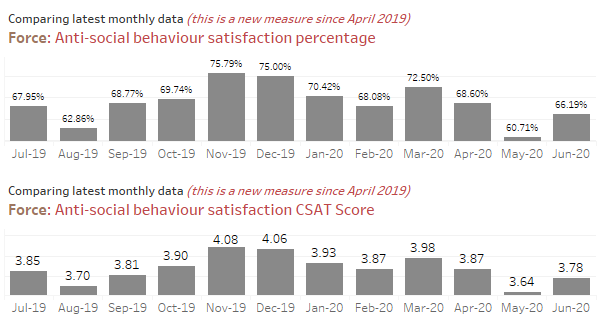 Comparing latest monthly data (this is a new measure since April 2019)
Force: Anti-social behaviour satisfaction percentage
67.95% 62.86% 68.77% 69.74% 75.79% 75.00% 70.42% 68.08% 72.50% 68.60% 60.71% 66.19%
Jul-19 Aug-19 Sep-19 Oct-19 Nov-19 Dec-19 Jan-20 Feb-20 Mar-20 Apr-20 May-20 Jun-20
Comparing latest monthly data (this is a new measure since April 2019)
Force: Anti-social behaviour satisfaction CSAT Score
3.85 3.70 3.81 3.90 4.08 4.06 3.93 3.87 3.98 3.87 3.64 3.78
Jul-19 Aug-19 Sep-19 Oct-19 Nov-19 Dec-19 Jan-20 Feb-20 Mar-20 Apr-20 May-20 Jun-20